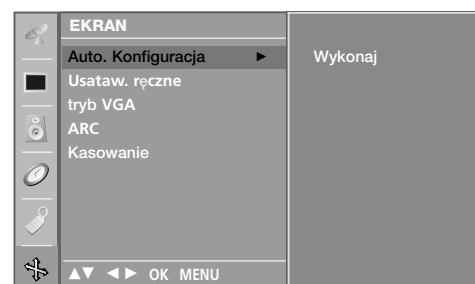 EKRAN
Auto. Konfiguracja ► Wykonaj
Usataw. ręczne
tryb VGA
ARC
Kasowanie
▲▼ ◄► OK MENU